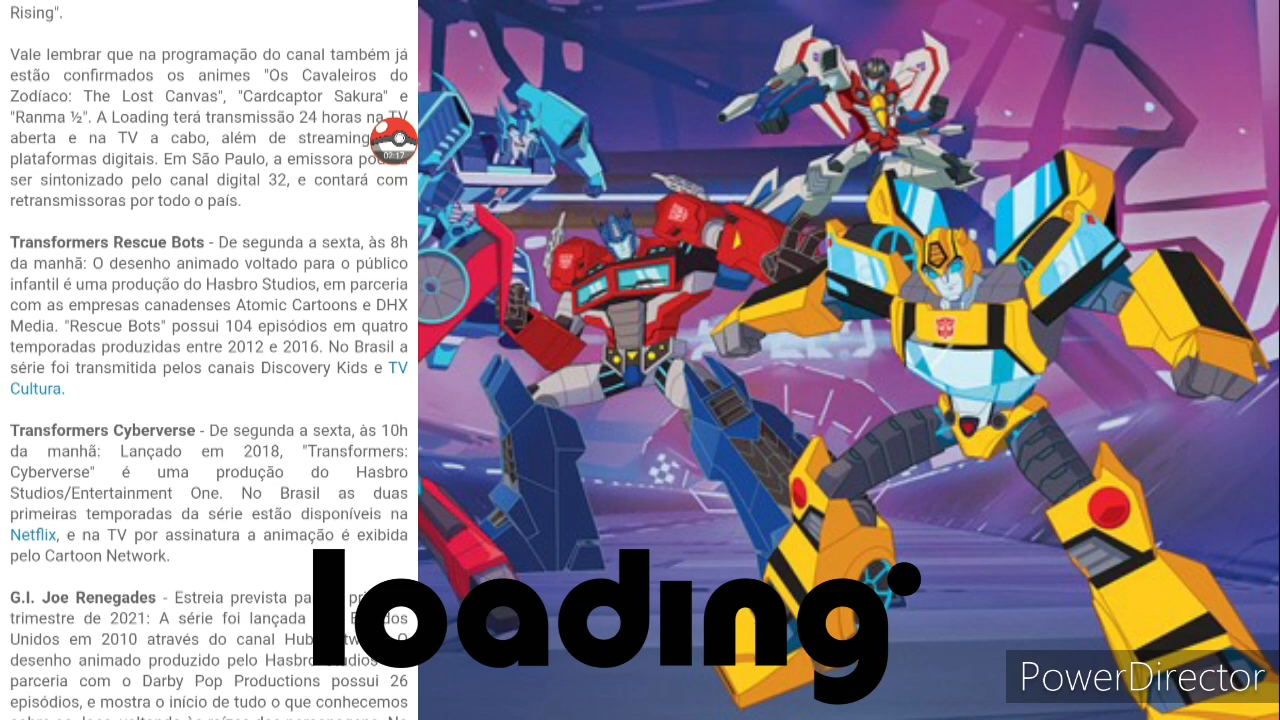 Rising".
Vale lembrar que na programação do canal também já
estão confirmados os animes "Os Cavaleiros do
Zodíaco: The Lost Canvas", "Cardcaptor Sakura" e
"Ranma ½". A Loading terá transmissão 24 horas na TV
aberta e na TV a cabo, além de streaming
plataformas digitais. Em São Paulo, a emissora
02:17
ser sintonizado pelo canal digital 32, e contará com
retransmissoras por todo o país.
Transformers Rescue Bots - De segunda a sexta, às 8h
da manhã: O desenho animado voltado para o público
infantil é uma produção do Hasbro Studios, em parceria
com as empresas canadenses Atomic Cartoons e DHX
Media. "Rescue Bots" possui 104 episódios em quatro
temporadas produzidas entre 2012 e 2016. No Brasil a
série foi transmitida pelos canais Discovery Kids e TV
Cultura.
Transformers Cyberverse - De segunda a sexta, às 10h
da manhã: Lançado em 2018, "Transformers:
Cyberverse" é uma produção do Hasbro
Studios/Entertainment One. No Brasil as duas
primeiras temporadas da série estão disponíveis na
Netflix, e na TV por assinatura a animação é exibida
pelo Cartoon Network.
G.I. Joe Renegades - Estreia prevista
trimestre de 2021: A série foi lançada
Unidos em 2010 através do canal
desenho animado produzido pelo Hasbro
parceria com o Darby Pop Productions possui 26
episódios, e mostra o início de tudo o que conhecemos
loading
PowerDirector